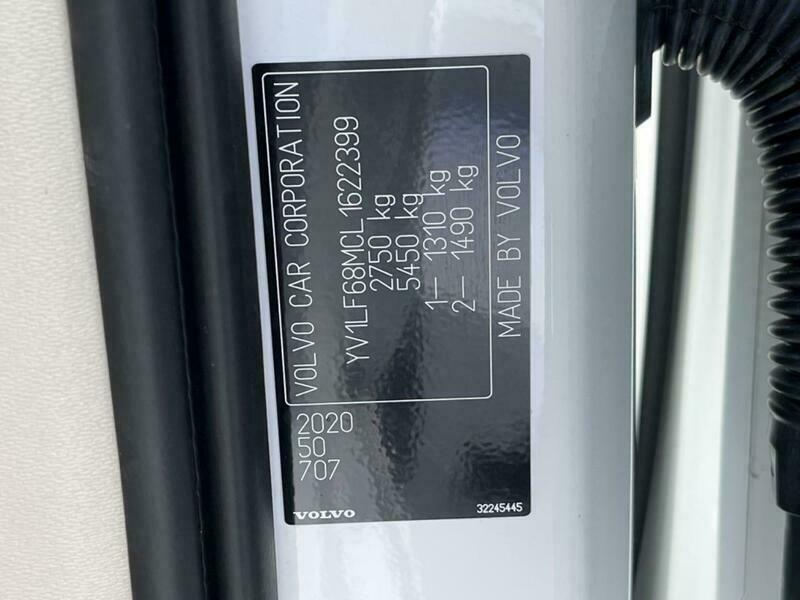 VOLVO CAR CORPORATION
YV1LF68MCL1622399
2750 kg
5450 kg
1— 1310 kg
2— 1490 kg
MADE BY VOLVO
2020
50
707
VOLVO
32245445